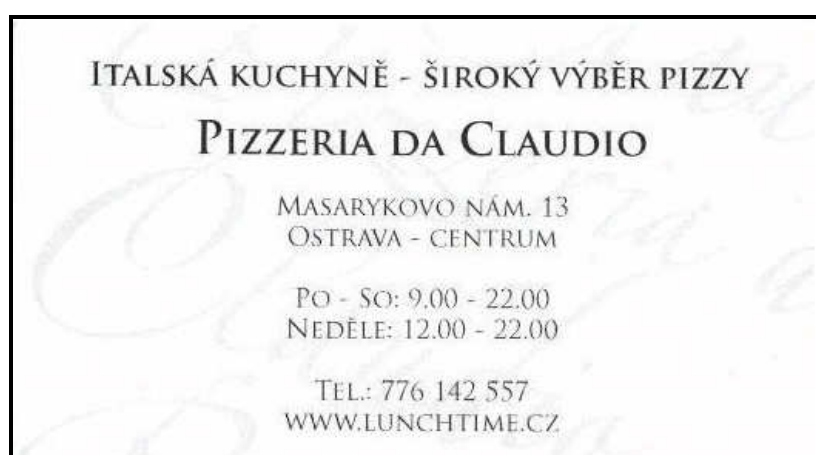 Italská kuchyně - široký výběr pizzy
Pizzeria da Claudio
Masarykovo nám. 13
Ostrava - centrum
Po - So: 9.00 - 22.00
Neděle: 12.00 - 22.00
Tel.: 776 142 557
www.lunchtime.cz